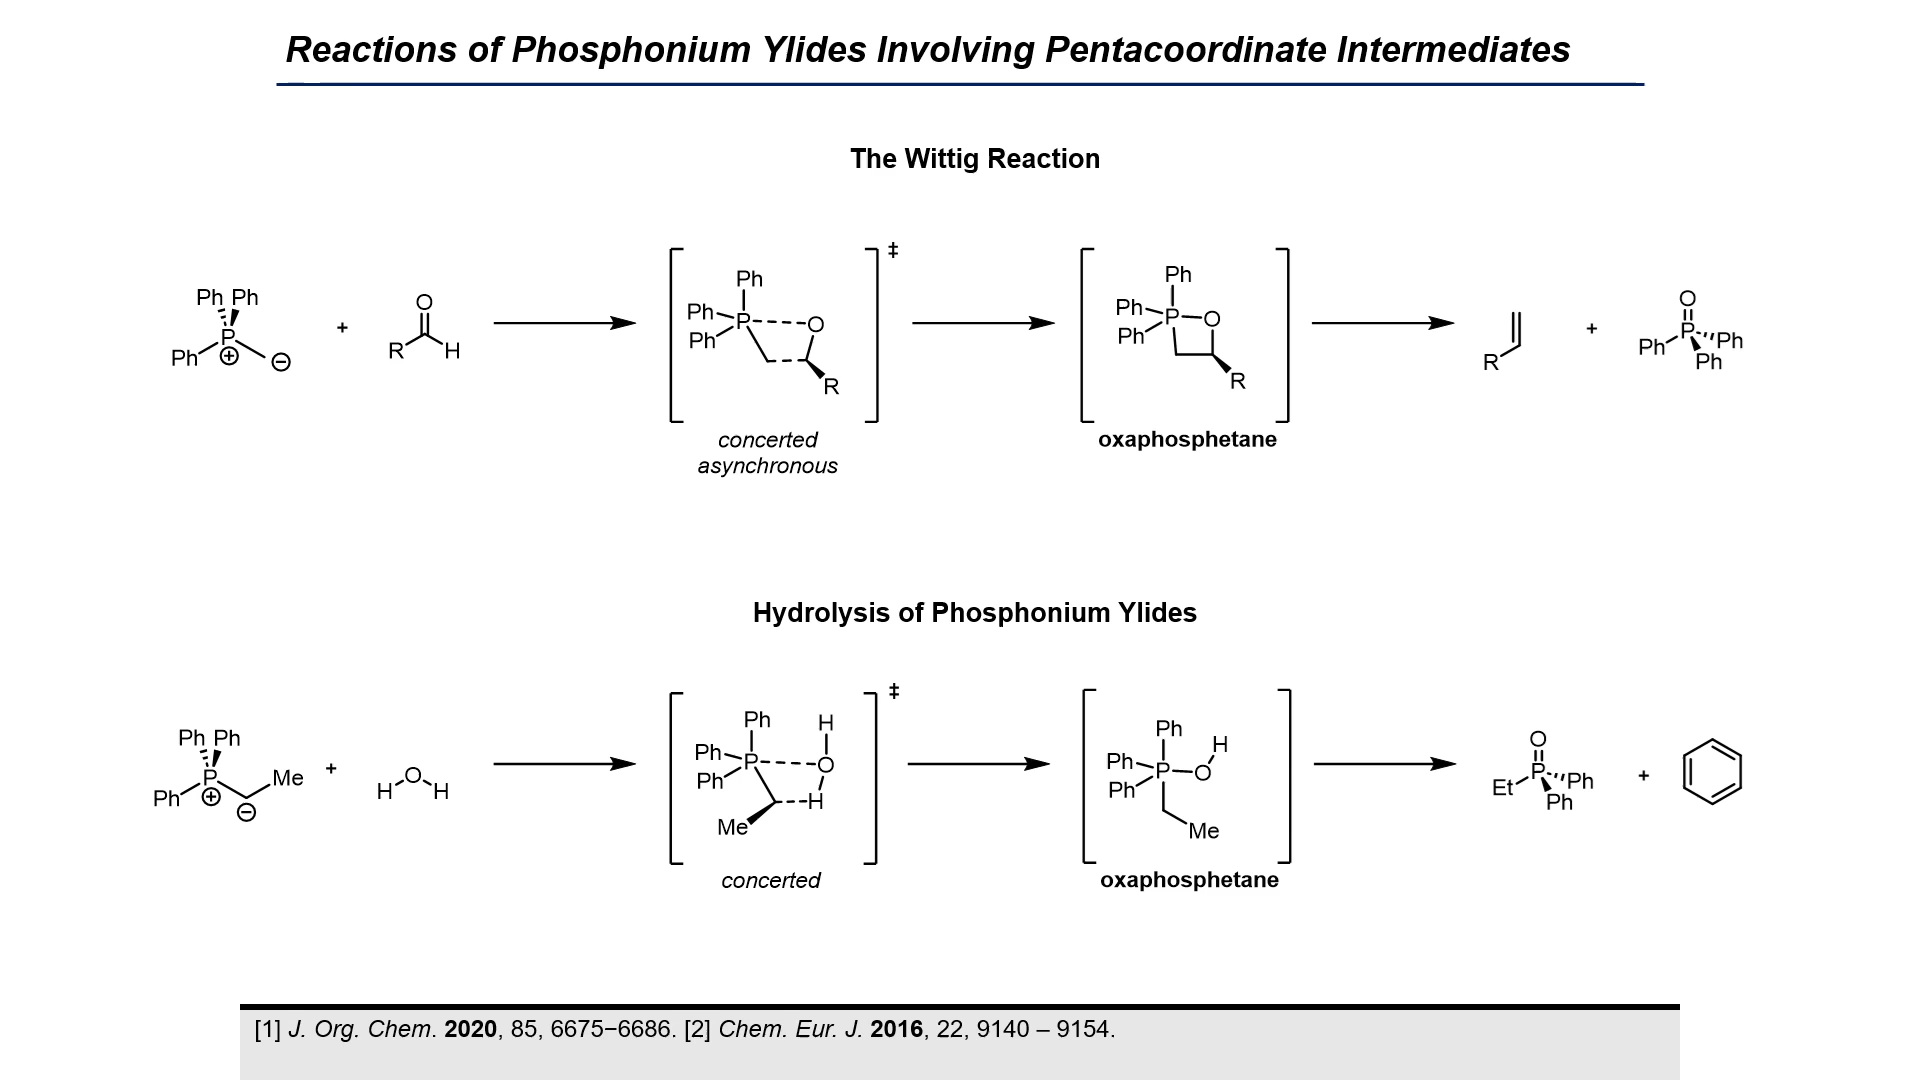 Reactions of Phosphonium Ylides Involving Pentacoordinate Intermediates
The Wittig Reaction
Ph Ph
Ph
P
⊕
⊖
+
O
R
H
‡
Ph
Ph
Ph
P
O
R
concerted
asynchronous
Ph
Ph
Ph
P
O
R
oxaphosphetane
R
+
O
P
Ph
Ph
Ph
Hydrolysis of Phosphonium Ylides
Ph Ph
Ph
P
⊕
⊖
Me
+
H
O
H
‡
Ph
Ph
Ph
P
H
O
H
Me
concerted
Ph
Ph
Ph
P
H
O
Me
oxaphosphetane
O
Et
P
Ph
Ph
+
[1] J. Org. Chem. 2020, 85, 6675−6686. [2] Chem. Eur. J. 2016, 22, 9140 – 9154.